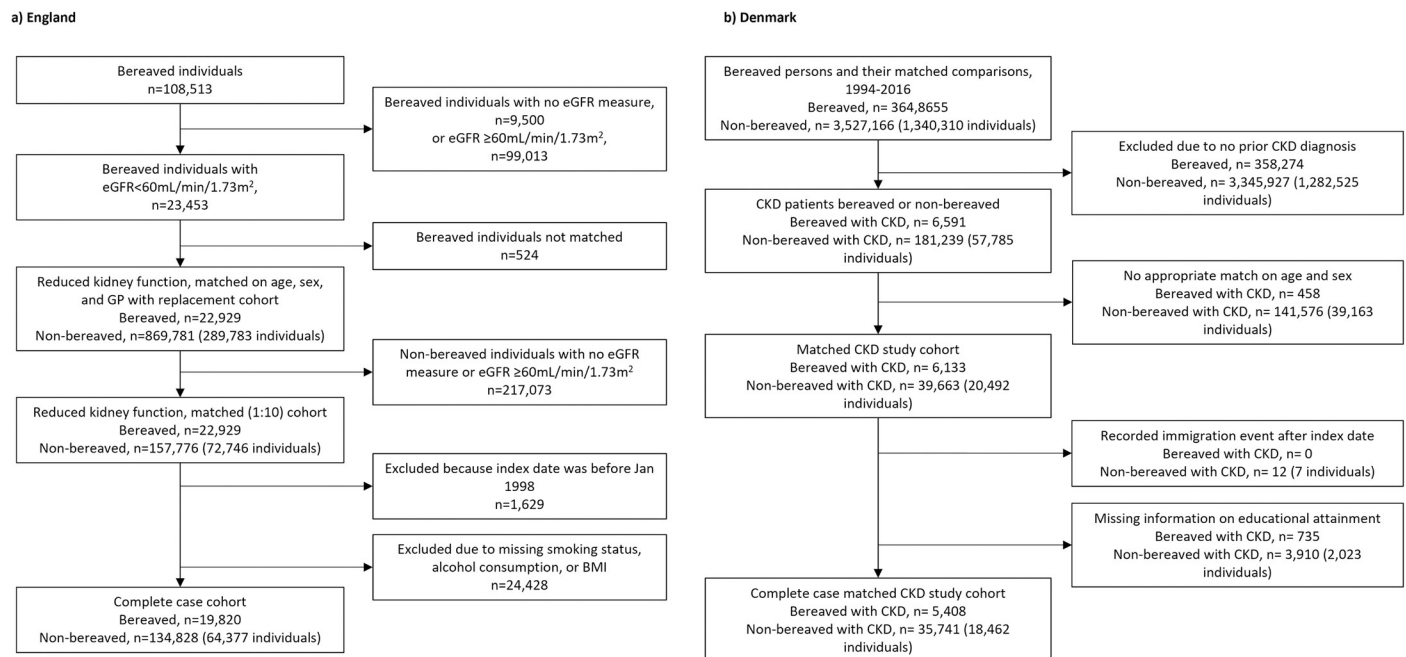 a) England
Bereaved individuals
n=108,513
Bereaved individuals with no eGFR measure,
n=9,500
or eGFR ≥60mL/min/1.73m²,
n=99,013
Bereaved individuals with
eGFR<60mL/min/1.73m²,
n=23,453
Bereaved individuals not matched
n=524
Reduced kidney function, matched on age, sex,
and GP with replacement cohort
Bereaved, n=22,929
Non-bereaved, n=869,781 (289,783 individuals)
Non-bereaved individuals with no eGFR
measure or eGFR ≥60mL/min/1.73m²
n=217,073
Reduced kidney function, matched (1:10) cohort
Bereaved, n=22,929
Non-bereaved, n=157,776 (72,746 individuals)
Excluded because index date was before Jan
1998
n=1,629
Excluded due to missing smoking status,
alcohol consumption, or BMI
n=24,428
Complete case cohort
Bereaved, n=19,820
Non-bereaved, n=134,828 (64,377 individuals)
b) Denmark
Bereaved persons and their matched comparisons,
1994-2016
Bereaved, n= 364,8655
Non-bereaved, n= 3,527,166 (1,340,310 individuals)
Excluded due to no prior CKD diagnosis
Bereaved, n= 358,274
Non-bereaved, n= 3,345,927 (1,282,525
individuals)
CKD patients bereaved or non-bereaved
Bereaved with CKD, n= 6,591
Non-bereaved with CKD, n= 181,239 (57,785
individuals)
No appropriate match on age and sex
Bereaved with CKD, n= 458
Non-bereaved with CKD, n= 141,576 (39,163
individuals)
Matched CKD study cohort
Bereaved with CKD, n= 6,133
Non-bereaved with CKD, n= 39,663 (20,492
individuals)
Recorded immigration event after index date
Bereaved with CKD, n= 0
Non-bereaved with CKD, n= 12 (7 individuals)
Missing information on educational attainment
Bereaved with CKD, n= 735
Non-bereaved with CKD, n= 3,910 (2,023
individuals)
Complete case matched CKD study cohort
Bereaved with CKD, n= 5,408
Non-bereaved with CKD, n= 35,741 (18,462
individuals)